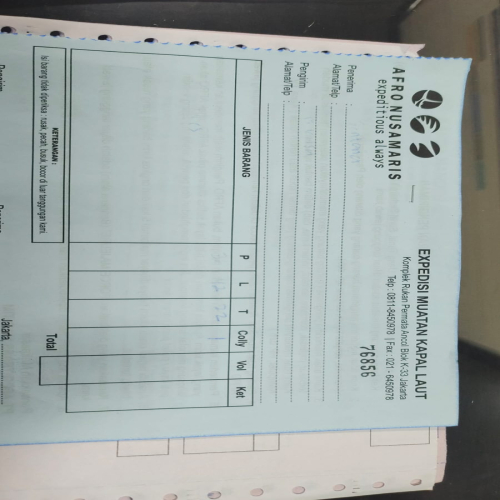 AFRO NUSAMARIS
expeditious always
EXPEDISI MUATAN KAPAL LAUT
Komplek Rukan Permata Ancol Blok K-33 Jakarta
Telp : 0811-8450978 | Fax : 021 - 6450978
76856
Penerima :
Alamat/Telp :
Pengirim :
Alamat/Telp :
JENIS BARANG P L T Colly Vol Ket
72 1
Total
KETERANGAN :
Isi barang tidak diperiksa : rusak, pecah, busuk, bocor di luar tanggungan kami.
Jakarta,
Pengirim